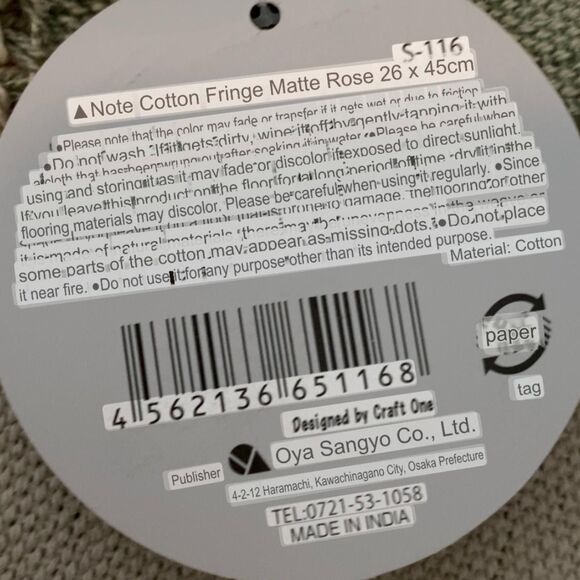 S-116
▲Note Cotton Fringe Matte Rose 26 x 45cm
●Please note that the color may fade or transfer if it gets wet or due to friction
●Do not wash. If it gets dirty, wipe it off by gently tapping it with
a cloth that has been wrung out after soaking it in water ●Please be careful when
using and storing it as it may fade or discolor if exposed to direct sunlight.
If you leave this product on the floor for a long period of time, dry it in the
flooring materials may discolor. Please be careful when using it regularly. ●Since
to damage. The flooring or other
it is made of natural materials, there may be unevenness in the weave or
some parts of the cotton may appear as missing dots. ●Do not place
it near fire. ●Do not use it for any purpose other than its intended purpose.
Material: Cotton
4 562136 651168
paper
tag
Designed by Craft One
Publisher
Oya Sangyo Co., Ltd.
4-2-12 Haramachi, Kawachinagano City, Osaka Prefecture
TEL:0721-53-1058
MADE IN INDIA